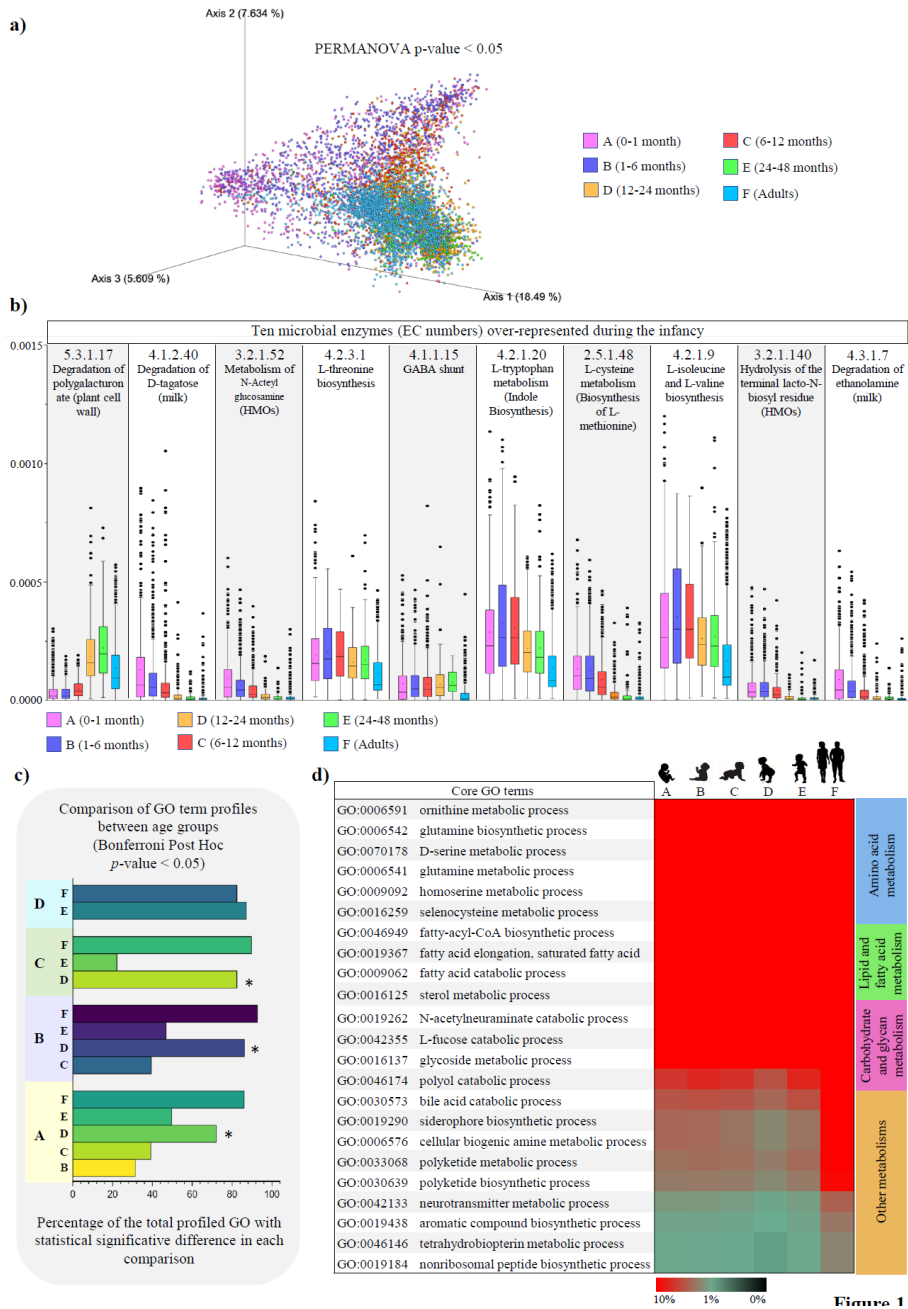 a)
Axis 2 (7.634 %)
PERMANOVA p-value < 0.05
A (0-1 month)
C (6-12 months)
B (1-6 months)
E (24-48 months)
D (12-24 months)
F (Adults)
Axis 3 (5.609 %)
Axis 1 (18.49 %)
b)
Ten microbial enzymes (EC numbers) over-represented during the infancy
0.0015
0.0010
0.0005
0.0000
5.3.1.17
Degradation of
polygalacturon
ate (plant cell
wall)
4.1.2.40
Degradation of
D-tagatose
(milk)
3.2.1.52
Metabolism of
N-Acteyl
glucosamine
(HMOs)
4.2.3.1
L-threonine
biosynthesis
4.1.1.15
GABA shunt
4.2.1.20
L-tryptophan
metabolism
(Indole
Biosynthesis)
2.5.1.48
L-cysteine
metabolism
(Biosynthesis
of L-
methionine)
4.2.1.9
L-isoleucine
and L-valine
biosynthesis
3.2.1.140
Hydrolysis of the
terminal lacto-N-
biosyl residue
(HMOs)
4.3.1.7
Degradation of
ethanolamine
(milk)
A (0-1 month)
D (12-24 months)
E (24-48 months)
B (1-6 months)
C (6-12 months)
F (Adults)
c)
Comparison of GO term profiles
between age groups
(Bonferroni Post Hoc
p-value < 0.05)
D
F
E
C
F
E
D
*
B
F
E
D
*
C
A
F
E
D
*
C
B
0 20 40 60 80 100
Percentage of the total profiled GO with
statistical significative difference in each
comparison
d)
Core GO terms
A B C D E F
GO:0006591 ornithine metabolic process
GO:0006542 glutamine biosynthetic process
GO:0070178 D-serine metabolic process
GO:0006541 glutamine metabolic process
GO:0009092 homoserine metabolic process
GO:0016259 selenocysteine metabolic process
GO:0046949 fatty-acyl-CoA biosynthetic process
GO:0019367 fatty acid elongation, saturated fatty acid
GO:0009062 fatty acid catabolic process
GO:0016125 sterol metabolic process
GO:0019262 N-acetylneuraminate catabolic process
GO:0042355 L-fucose catabolic process
GO:0016137 glycoside metabolic process
GO:0046174 polyol catabolic process
GO:0030573 bile acid catabolic process
GO:0019290 siderophore biosynthetic process
GO:0006576 cellular biogenic amine metabolic process
GO:0033068 polyketide metabolic process
GO:0030639 polyketide biosynthetic process
GO:0042133 neurotransmitter metabolic process
GO:0019438 aromatic compound biosynthetic process
GO:0046146 tetrahydrobiopterin metabolic process
GO:0019184 nonribosomal peptide biosynthetic process
Amino acid
metabolism
Lipid and
fatty acid
metabolism
Carbohydrate
and glycan
metabolism
Other metabolisms
10% 1% 0%
Figure 1